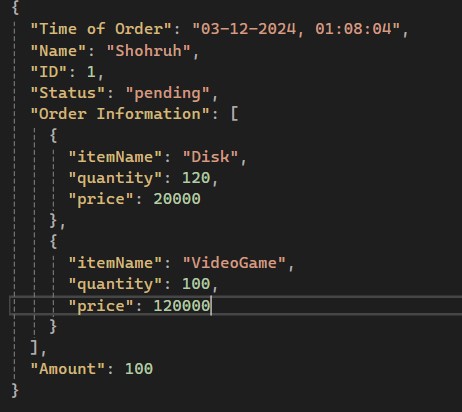 {
"Time of Order": "03-12-2024, 01:08:04",
"Name": "Shohruh",
"ID": 1,
"Status": "pending",
"Order Information": [
{
"itemName": "Disk",
"quantity": 120,
"price": 20000
},
{
"itemName": "VideoGame",
"quantity": 100,
"price": 120000
}
],
"Amount": 100
}